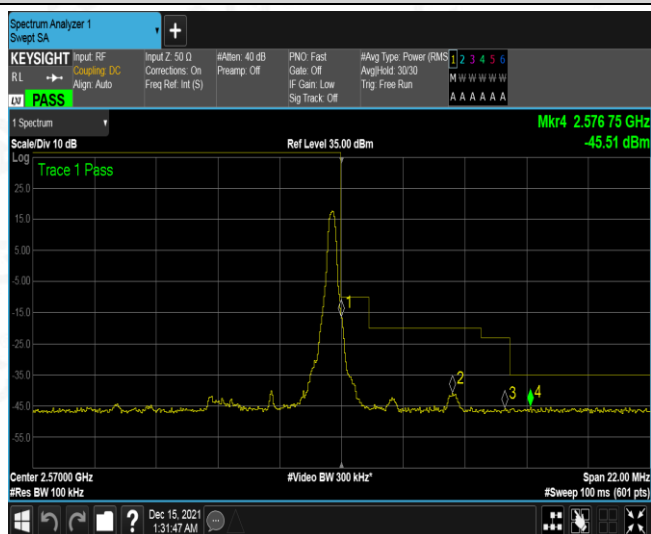 Spectrum Analyzer 1
Swept SA
+
KEYSIGHT
RL
LXI PASS
Input: RF
Coupling: DC
Align: Auto
Input Z: 50 Ω
Corrections: On
Freq Ref: Int (S)
#Atten: 40 dB
Preamp: Off
PNO: Fast
Gate: Off
IF Gain: Low
Sig Track: Off
#Avg Type: Power (RMS
Avg|Hold: 30/30
Trig: Free Run
1 2 3 4 5 6
M W W W W W
A A A A A A
1 Spectrum
Scale/Div 10 dB
Ref Level 35.00 dBm
Mkr4 2.576 75 GHz
-45.51 dBm
Log
Trace 1 Pass
25.0
15.0
5.00
-5.00
-15.0
-25.0
-35.0
-45.0
-55.0
1
2
3
4
Center 2.57000 GHz
#Res BW 100 kHz
#Video BW 300 kHz*
Span 22.00 MHz
#Sweep 100 ms (601 pts)
?
Dec 15, 2021
1:31:47 AM